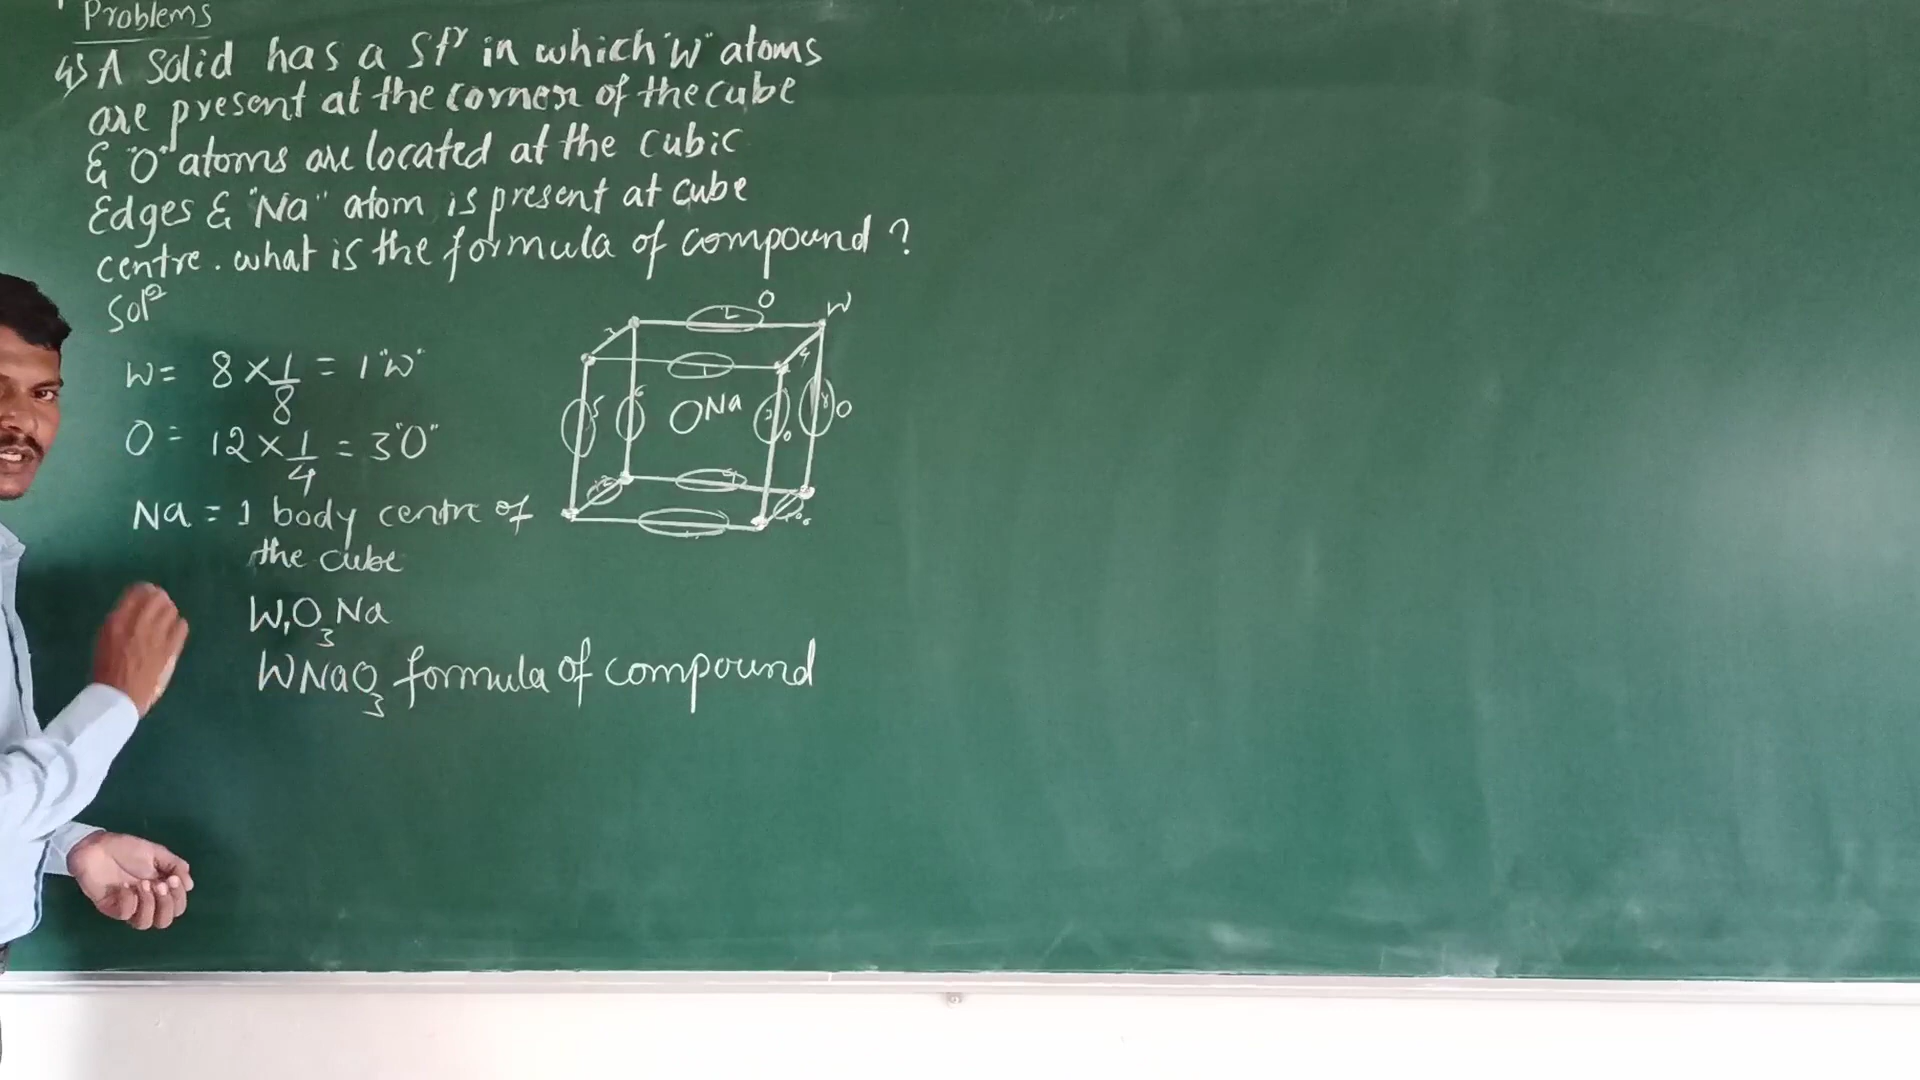 Problems
4) A Solid has a Str in which "W" atoms
are present at the corner of the cube
& "O" atoms are located at the cubic
Edges & "Na" atom is present at cube
centre. what is the formula of compound ?
Soln
W = 8 × 1/8 = 1 "W"
O = 12 × 1/4 = 3 "O"
Na = 1 body centre of
the cube
W1O3Na
WNaO3 formula of compound
O
W
Na
O